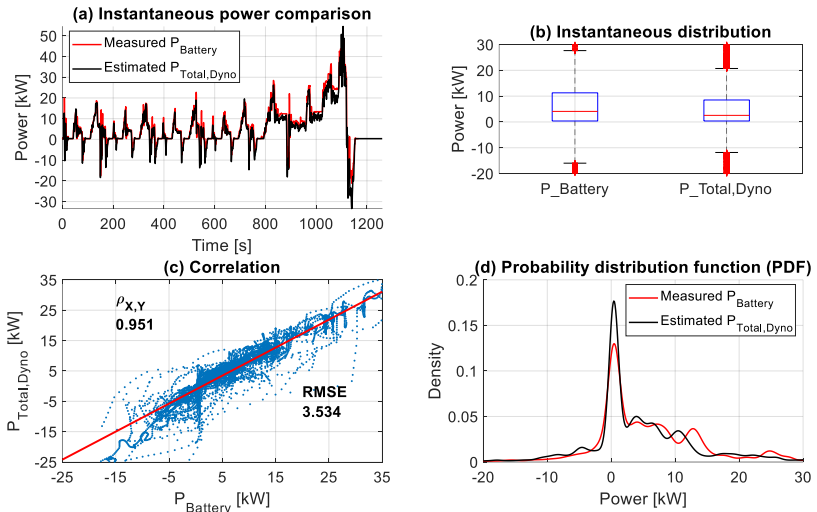 (a) Instantaneous power comparison
Measured P_Battery
Estimated P_Total,Dyno
Power [kW]
50
40
30
20
10
0
-10
-20
-30
0 200 400 600 800 1000 1200
Time [s]
(b) Instantaneous distribution
Power [kW]
30
20
10
0
-10
-20
P_Battery P_Total,Dyno
(c) Correlation
ρX,Y
0.951
RMSE
3.534
P_Total,Dyno [kW]
35
25
15
5
-5
-15
-25
-25 -15 -5 5 15 25 35
P_Battery [kW]
(d) Probability distribution function (PDF)
Measured P_Battery
Estimated P_Total,Dyno
Density
0.2
0.15
0.1
0.05
0
-20 -10 0 10 20 30
Power [kW]